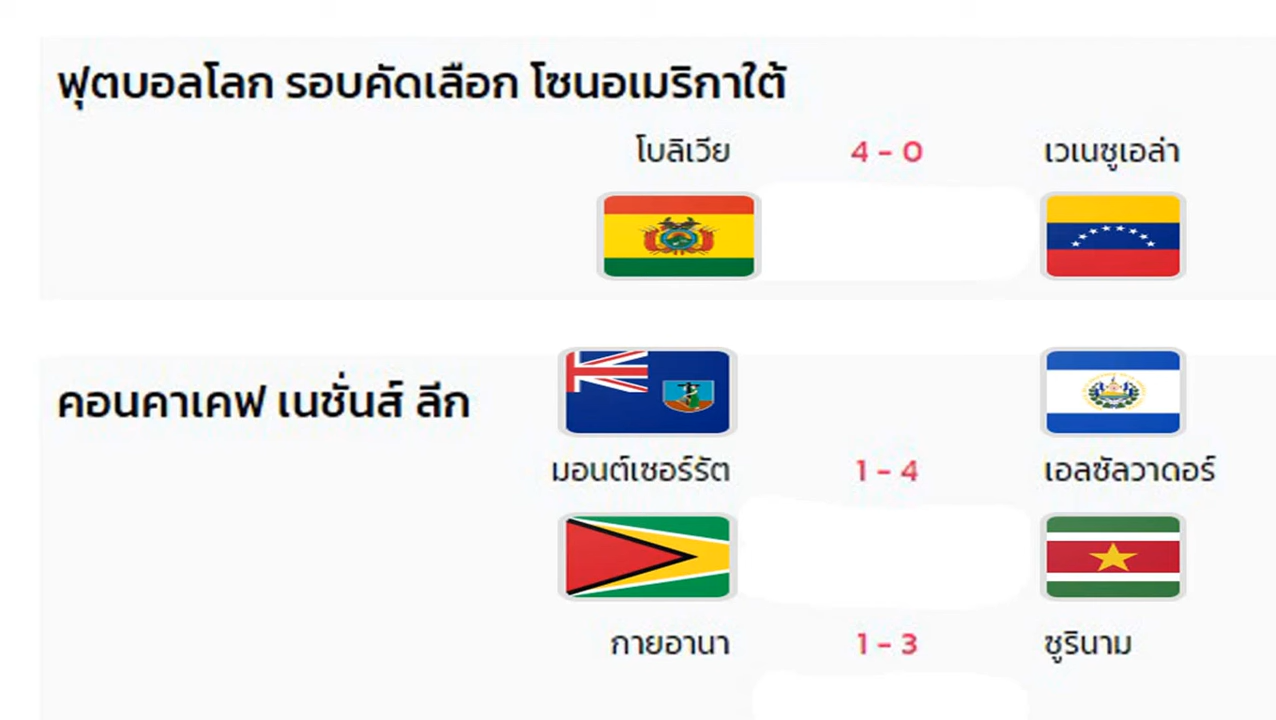 ฟุตบอลโลก รอบคัดเลือก โซนอเมริกาใต้
โบลิเวีย 4 - 0 เวเนซูเอล่า
คอนคาเคฟ เนชั่นส์ ลีก
มอนต์เซอร์รัต 1 - 4 เอลซัลวาดอร์
กายอานา 1 - 3 ซูรินาม